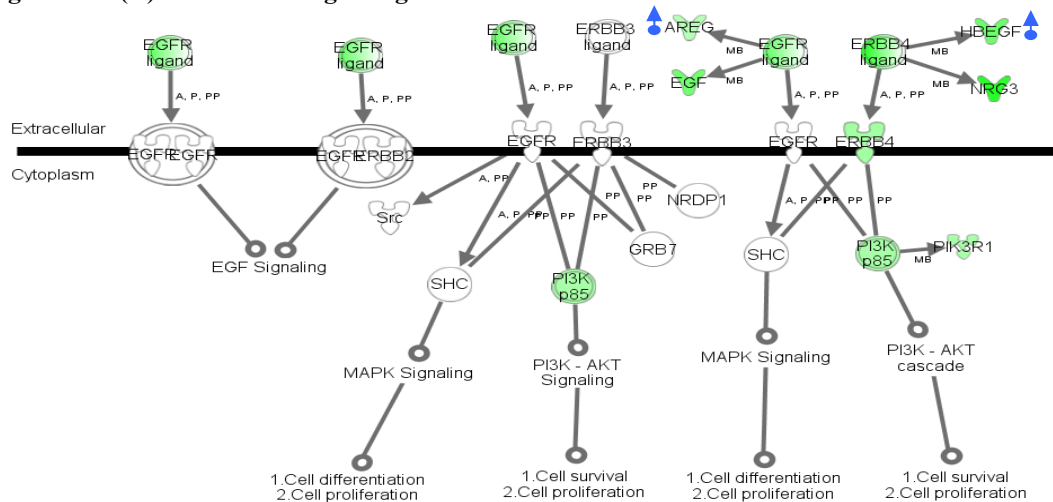 EGFR ligand
EGFR ligand
EGFR ligand
ERBB3 ligand
AREG
MB
EGF
MB
EGFR ligand
ERBB4 ligand
MB
HBEGF
MB
NRG3
A, P, PP
A, P, PP
A, P, PP
A, P, PP
A, P, PP
A, P, PP
Extracellular
Cytoplasm
EGFR EGFR
EGFR ERBB2
EGFR
ERBB3
EGFR
ERBB4
A, PP
Src
PP
NRDP1
PP
PP
PP
GRB7
SHC
PI3K p85
SHC
PP
PI3K p85
MB
PIK3R1
EGF Signaling
MAPK Signaling
PI3K - AKT
Signaling
MAPK Signaling
PI3K - AKT
cascade
1.Cell differentiation
2.Cell proliferation
1.Cell survival
2.Cell proliferation
1.Cell differentiation
2.Cell proliferation
1.Cell survival
2.Cell proliferation